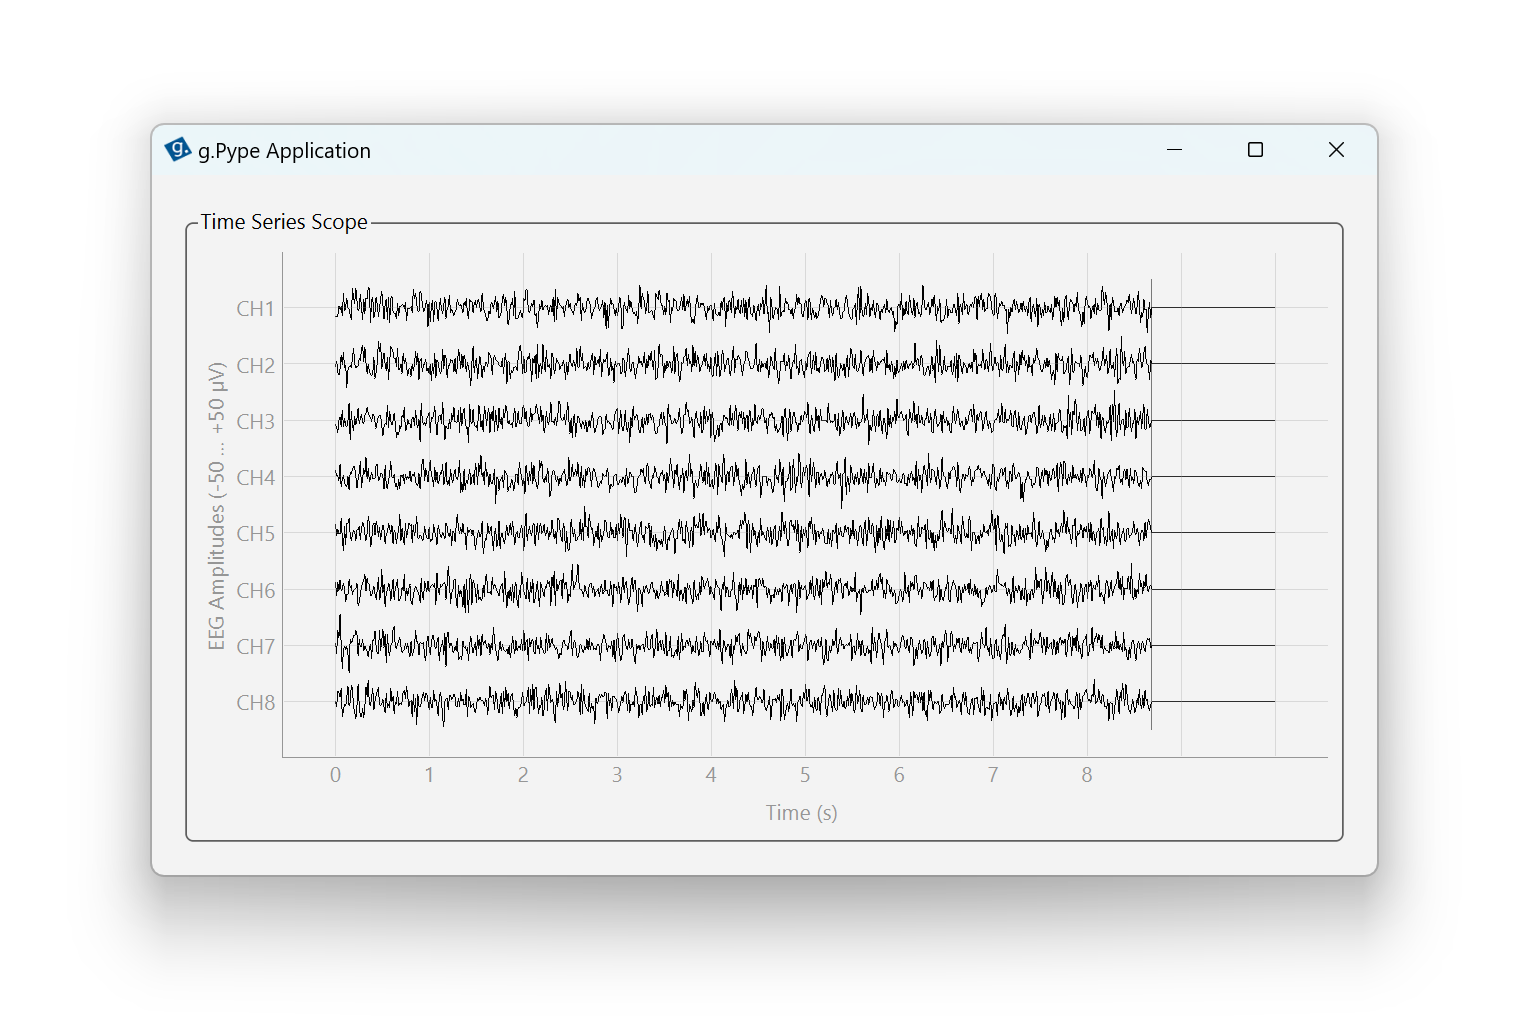 g. g.Pype Application
Time Series Scope
CH1
CH2
CH3
CH4
CH5
CH6
CH7
CH8
EEG Amplitudes (-50 ... +50 μV)
0 1 2 3 4 5 6 7 8
Time (s)